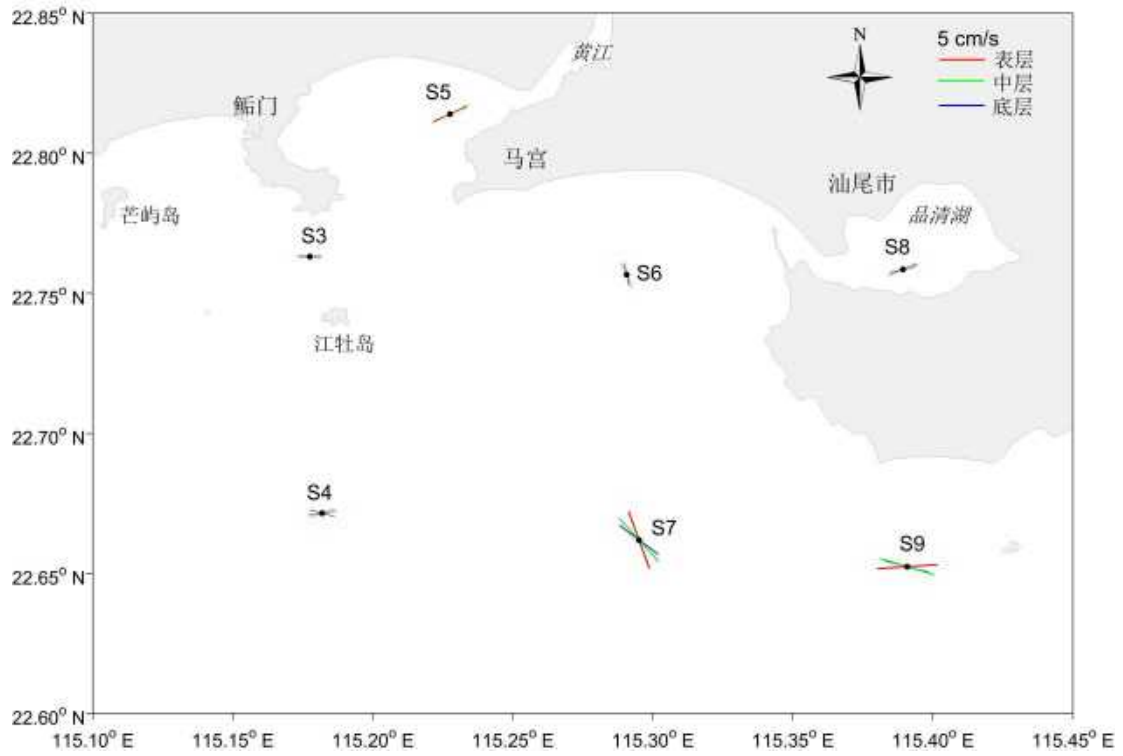 22.85° N
黄江
N
5 cm/s
表层
中层
底层
鲘门
S5
22.80° N
马宫
汕尾市
芒屿岛
品清湖
S3
S8
S6
22.75° N
江牡岛
22.70° N
S4
S7
S9
22.65° N
22.60° N
115.10° E
115.15° E
115.20° E
115.25° E
115.30° E
115.35° E
115.40° E
115.45° E